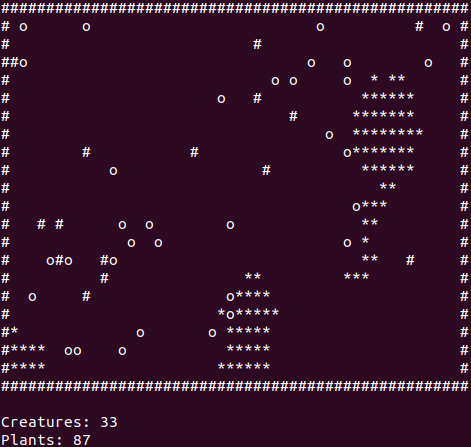 ####################################################
# o      o                         o          #  o #
#                           #                      #
##o                               o   o        o   #
#                             o o     o  * **      #
#                       o   #           ******     #
#                               #      *******     #
#                                   o  ********    #
#        #           #                o*******     #
#           o                #          ******     #
#                                         **       #
#                                      o***        #
#   # #      o  o        o              **         #
#             o  o                    o *          #
#    o#o   #o                           **   #     #
#          #               **         ***          #
#  o     #               o****                     #
#                       *o*****                    #
#*             o       o *****                     #
#****  oo    o           *****                     #
#****                   ******                     #
####################################################
Creatures: 33
Plants: 87